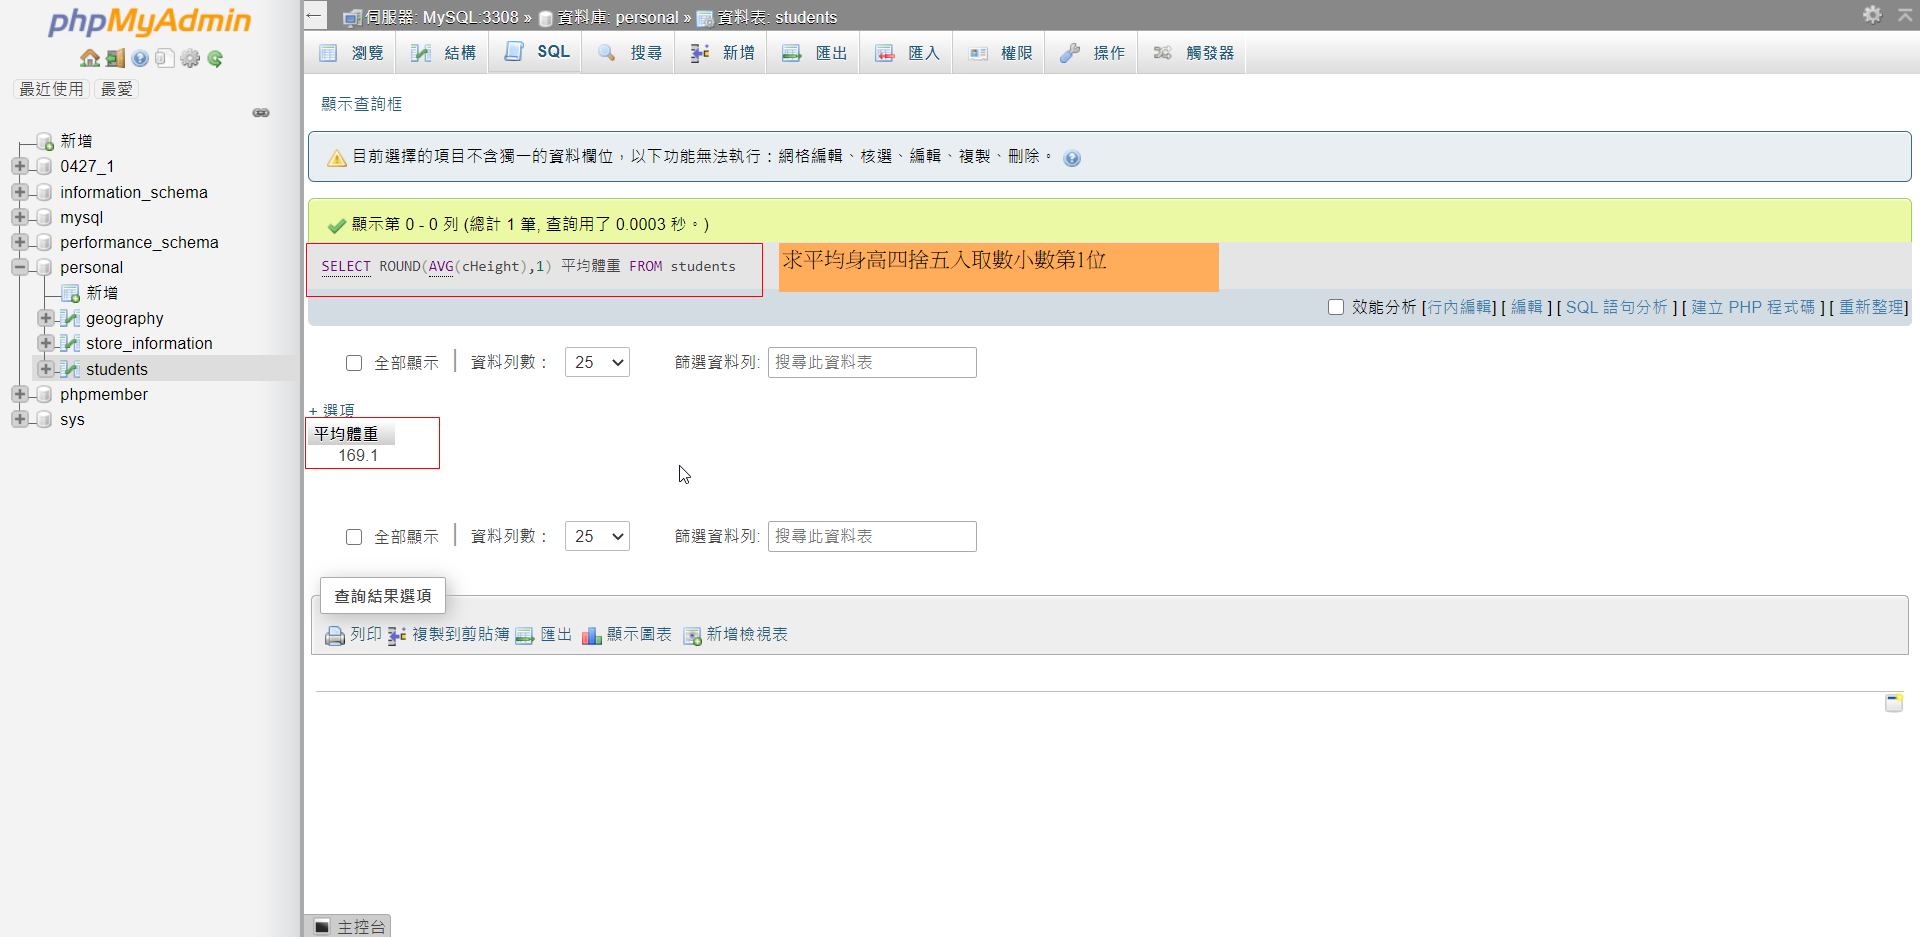 phpMyAdmin
最近使用 最愛
新增
0427_1
information_schema
mysql
performance_schema
personal
新增
geography
store_information
students
phpmember
sys
← 伺服器: MySQL:3308 » 資料庫: personal » 資料表: students
瀏覽 結構 SQL 搜尋 新增 匯出 匯入 權限 操作 觸發器
顯示查詢框
目前選擇的項目不含獨一的資料欄位，以下功能無法執行：網格編輯、核選、編輯、複製、刪除。
顯示第 0 - 0 列 (總計 1 筆, 查詢用了 0.0003 秒。)
SELECT ROUND(AVG(cHeight),1) 平均體重 FROM students
求平均身高四捨五入取數小數第1位
效能分析 [行內編輯] [ 編輯 ] [ SQL 語句分析 ] [ 建立 PHP 程式碼 ] [ 重新整理]
全部顯示 | 資料列數： 25 篩選資料列: 搜尋此資料表
+ 選項
平均體重
169.1
全部顯示 | 資料列數： 25 篩選資料列: 搜尋此資料表
查詢結果選項
列印 複製到剪貼簿 匯出 顯示圖表 新增檢視表
主控台